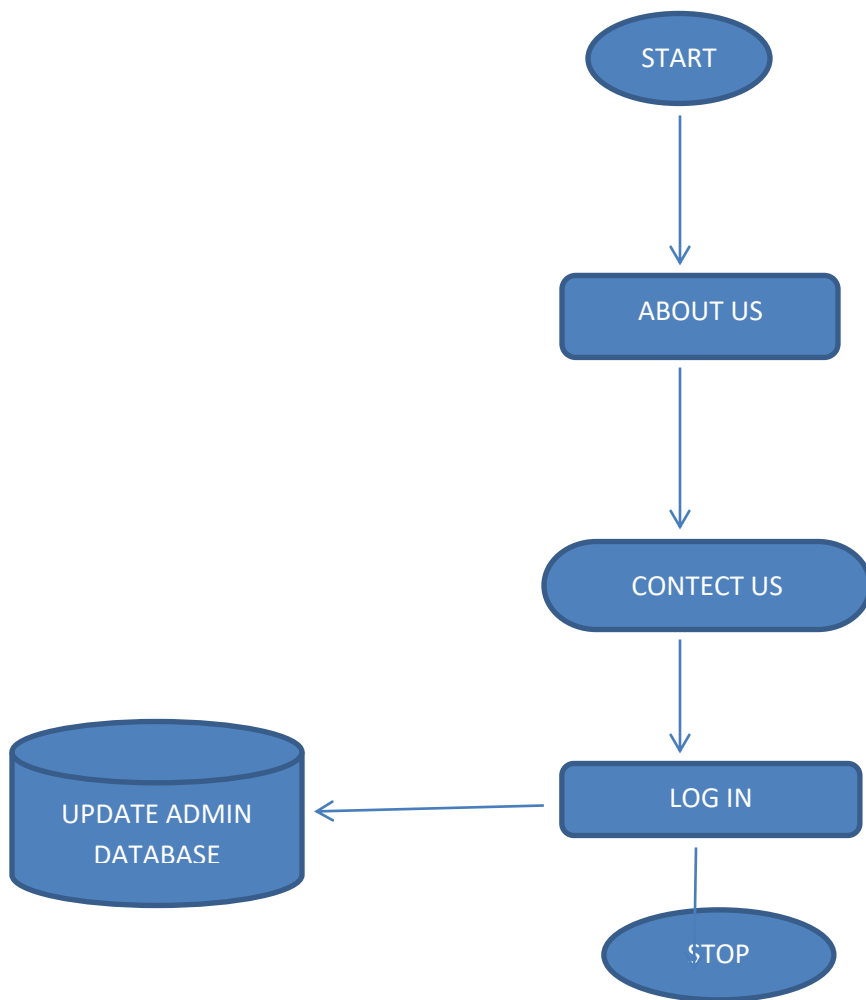 START
ABOUT US
CONTECT US
LOG IN
UPDATE ADMIN
DATABASE
STOP